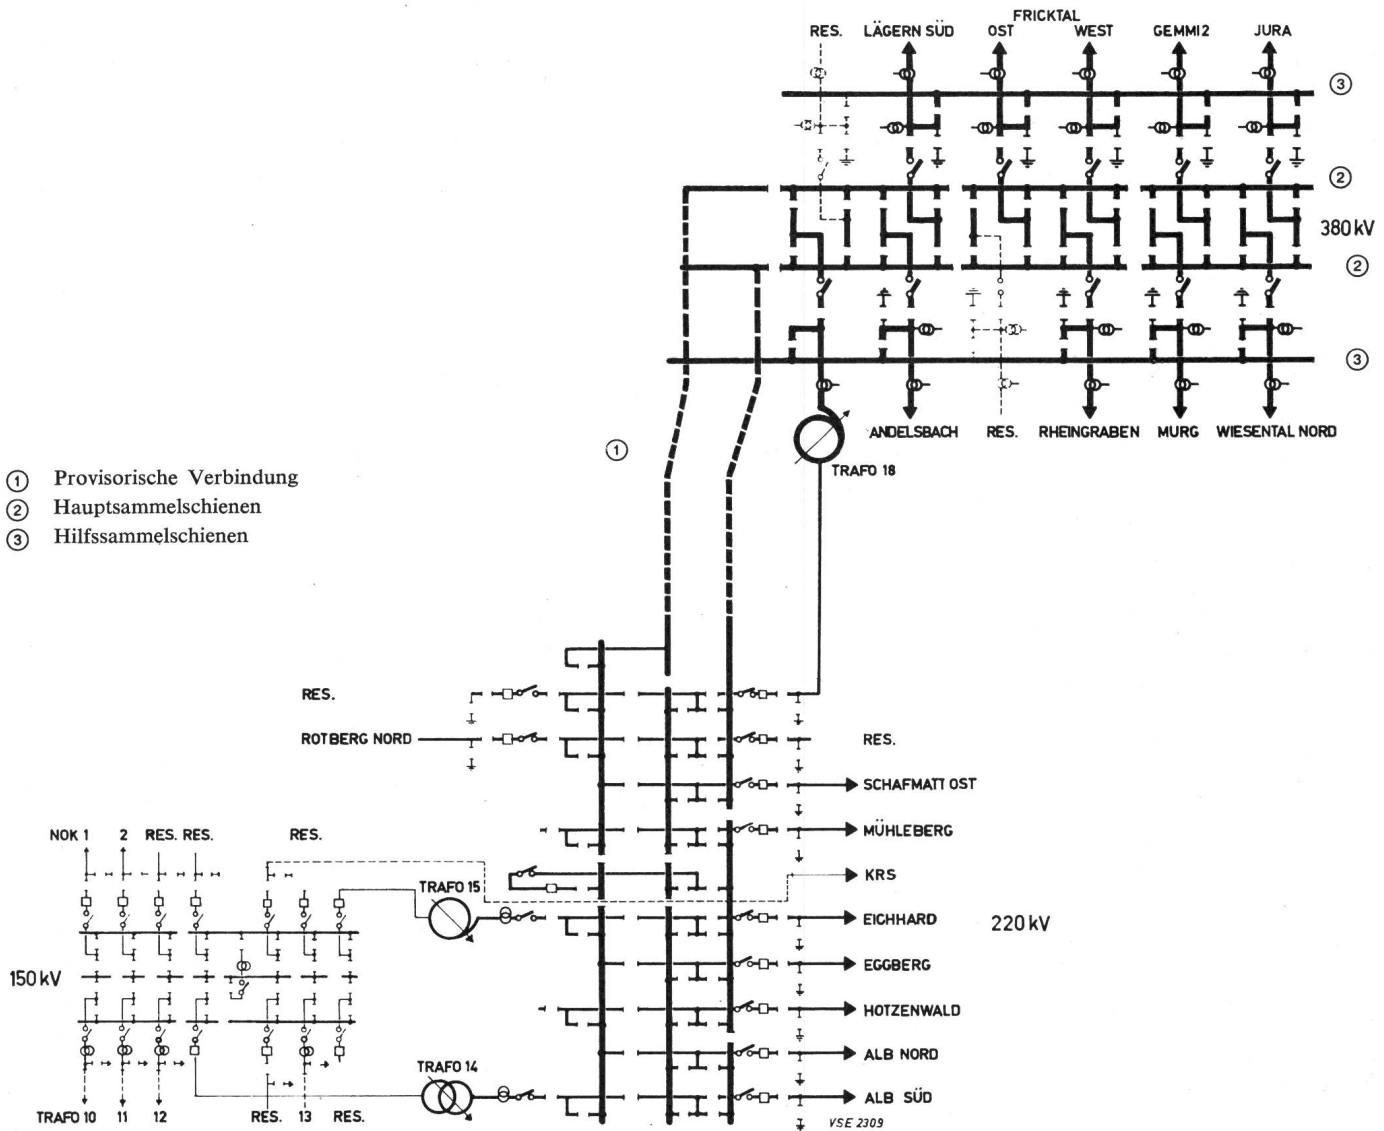 FRICKTAL
RES. LÄGERN SÜD OST WEST GEMMI 2 JURA
3
2
380 kV
2
3
ANDELSBACH RES. RHEINGRABEN MURG WIESENTAL NORD
1
TRAFO 18
1 Provisorische Verbindung
2 Hauptsammelschienen
3 Hilfssammelschienen
RES.
ROTBERG NORD
RES.
SCHAFMATT OST
NOK 1 2 RES. RES. RES.
MÜHLEBERG
KRS
TRAFO 15
EICHHARD
220 kV
EGGBERG
150 kV
HOTZENWALD
ALB NORD
TRAFO 14
ALB SÜD
TRAFO 10 11 12 RES. 13 RES.
VSE 2309